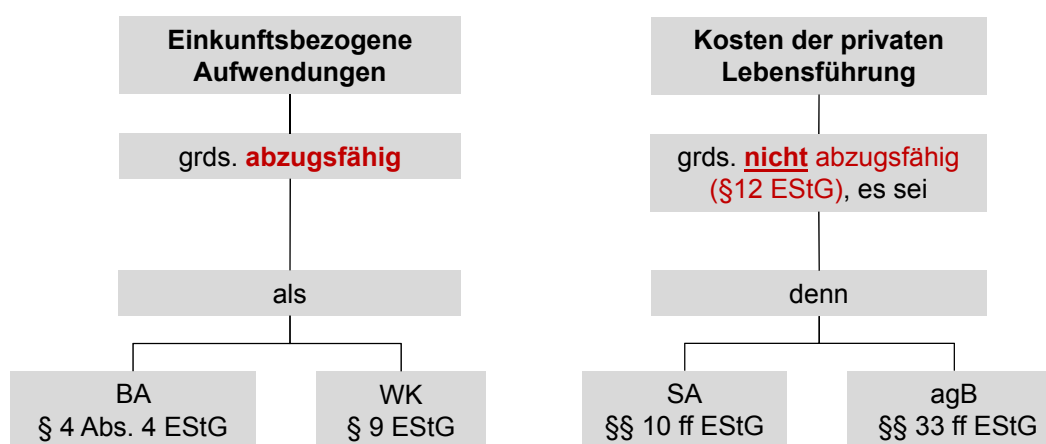 Einkunftsbezogene
Aufwendungen
grds. abzugsfähig
als
BA
§ 4 Abs. 4 EStG
WK
§ 9 EStG
Kosten der privaten
Lebensführung
grds. nicht abzugsfähig
(§12 EStG), es sei
denn
SA
§§ 10 ff EStG
agB
§§ 33 ff EStG